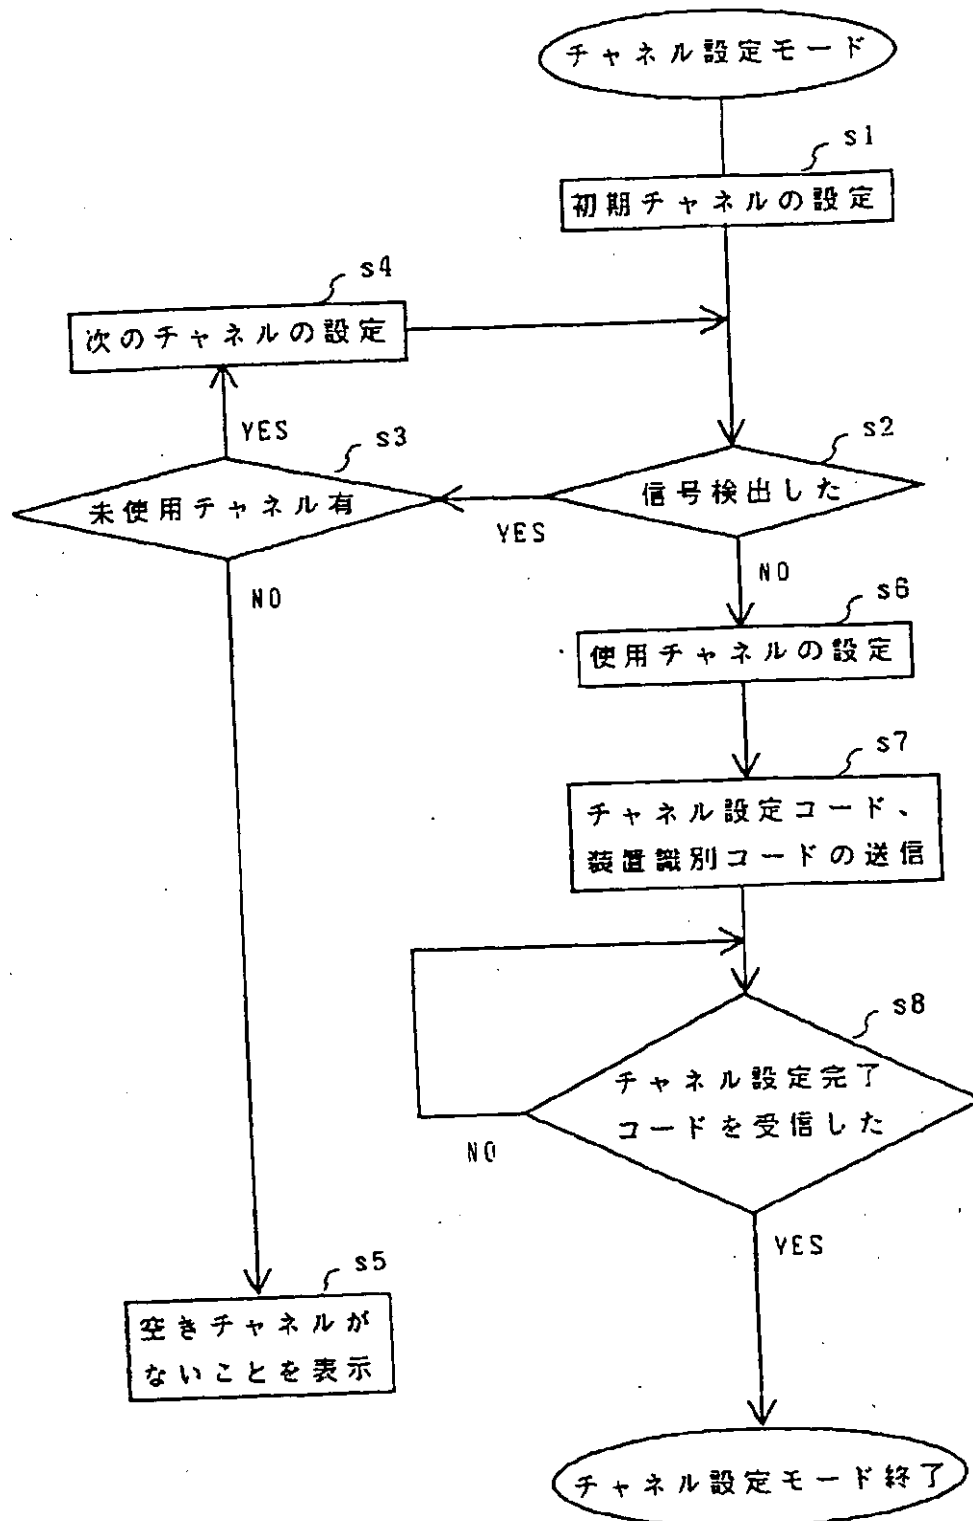 チャネル設定モード
s1
初期チャネルの設定
s4
次のチャネルの設定
YES
s3
未使用チャネル有
s2
信号検出した
YES
NO
NO
s6
使用チャネルの設定
s7
チャネル設定コード、
装置識別コードの送信
s8
チャネル設定完了
コードを受信した
NO
YES
s5
空きチャネルが
ないことを表示
チャネル設定モード終了